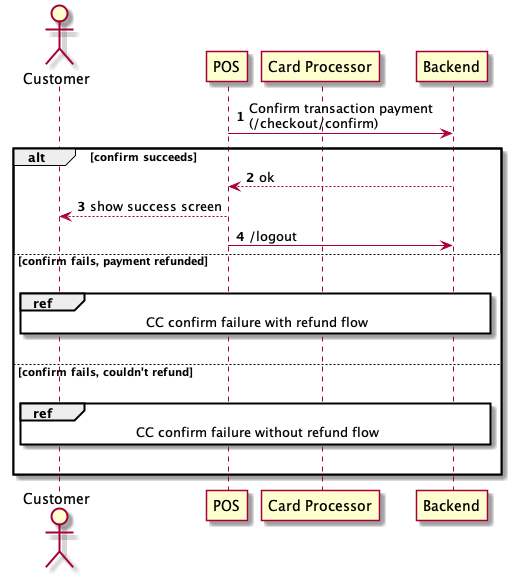 Customer
POS
Card Processor
Backend
1 Confirm transaction payment
(/checkout/confirm)
alt
[confirm succeeds]
2 ok
3 show success screen
4 /logout
[confirm fails, payment refunded]
ref
CC confirm failure with refund flow
[confirm fails, couldn't refund]
ref
CC confirm failure without refund flow
Customer
POS
Card Processor
Backend